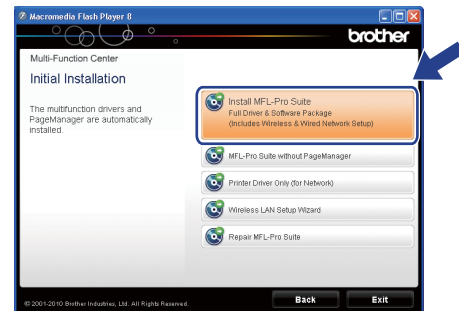 Macromedia Flash Player 8
brother
Multi-Function Center
Initial Installation
The multifunction drivers and
PageManager are automatically
installed.
Install MFL-Pro Suite
Full Driver & Software Package
(Includes Wireless & Wired Network Setup)
MFL-Pro Suite without PageManager
Printer Driver Only (for Network)
Wireless LAN Setup Wizard
Repair MFL-Pro Suite
© 2001-2010 Brother Industries, Ltd. All Rights Reserved.
Back
Exit